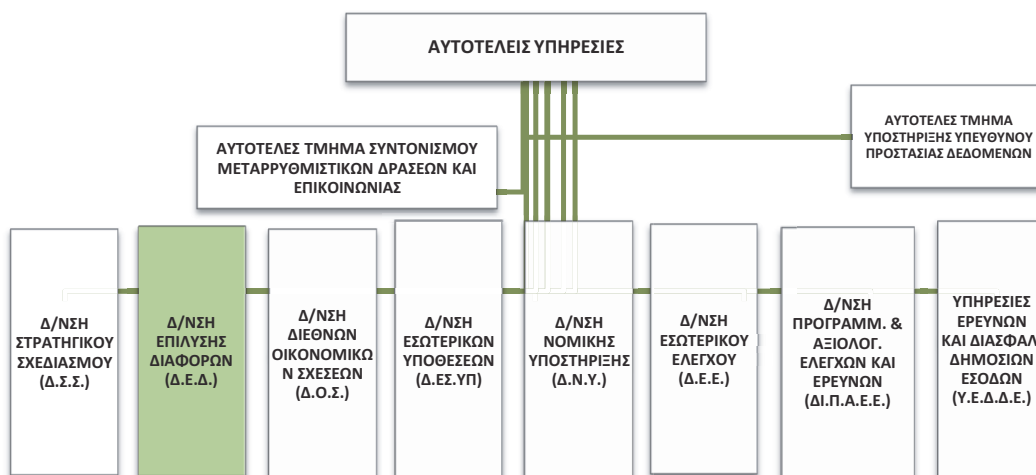 ΑΥΤΟΤΕΛΕΙΣ ΥΠΗΡΕΣΙΕΣ
ΑΥΤΟΤΕΛΕΣ ΤΜΗΜΑ ΣΥΝΤΟΝΙΣΜΟΥ
ΜΕΤΑΡΡΥΘΜΙΣΤΙΚΩΝ ΔΡΑΣΕΩΝ ΚΑΙ
ΕΠΙΚΟΙΝΩΝΙΑΣ
ΑΥΤΟΤΕΛΕΣ ΤΜΗΜΑ
ΥΠΟΣΤΗΡΙΞΗΣ ΥΠΕΥΘΥΝΟΥ
ΠΡΟΣΤΑΣΙΑΣ ΔΕΔΟΜΕΝΩΝ
Δ/ΝΣΗ
ΣΤΡΑΤΗΓΙΚΟΥ
ΣΧΕΔΙΑΣΜΟΥ
(Δ.Σ.Σ.)
Δ/ΝΣΗ
ΕΠΙΛΥΣΗΣ
ΔΙΑΦΟΡΩΝ
(Δ.Ε.Δ.)
Δ/ΝΣΗ
ΔΙΕΘΝΩΝ
ΟΙΚΟΝΟΜΙΚΩ
Ν ΣΧΕΣΕΩΝ
(Δ.Ο.Σ.)
Δ/ΝΣΗ
ΕΣΩΤΕΡΙΚΩΝ
ΥΠΟΘΕΣΕΩΝ
(Δ.ΕΣ.ΥΠ)
Δ/ΝΣΗ
ΝΟΜΙΚΗΣ
ΥΠΟΣΤΗΡΙΞΗΣ
(Δ.Ν.Υ.)
Δ/ΝΣΗ
ΕΣΩΤΕΡΙΚΟΥ
ΕΛΕΓΧΟΥ
(Δ.Ε.Ε.)
Δ/ΝΣΗ
ΠΡΟΓΡΑΜΜ. &
ΑΞΙΟΛΟΓ.
ΕΛΕΓΧΩΝ ΚΑΙ
ΕΡΕΥΝΩΝ
(ΔΙ.Π.Α.Ε.Ε.)
ΥΠΗΡΕΣΙΕΣ
ΕΡΕΥΝΩΝ
ΚΑΙ ΔΙΑΣΦΑΛ
ΔΗΜΟΣΙΩΝ
ΕΣΟΔΩΝ
(Υ.Ε.Δ.Δ.Ε.)